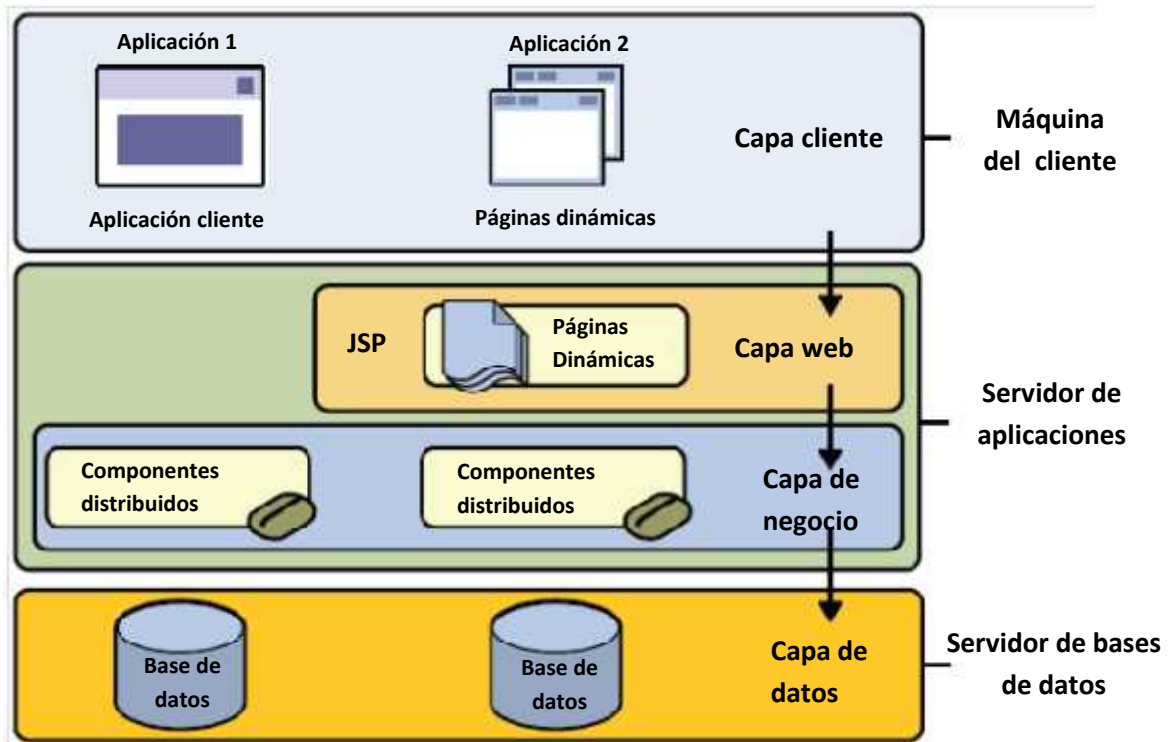 Aplicación 1
Aplicación 2
Capa cliente
Máquina
del cliente
Aplicación cliente
Páginas dinámicas
JSP
Páginas
Dinámicas
Capa web
Servidor de
aplicaciones
Componentes
distribuidos
Componentes
distribuidos
Capa de
negocio
Base de
datos
Base de
datos
Capa de
datos
Servidor de bases
de datos